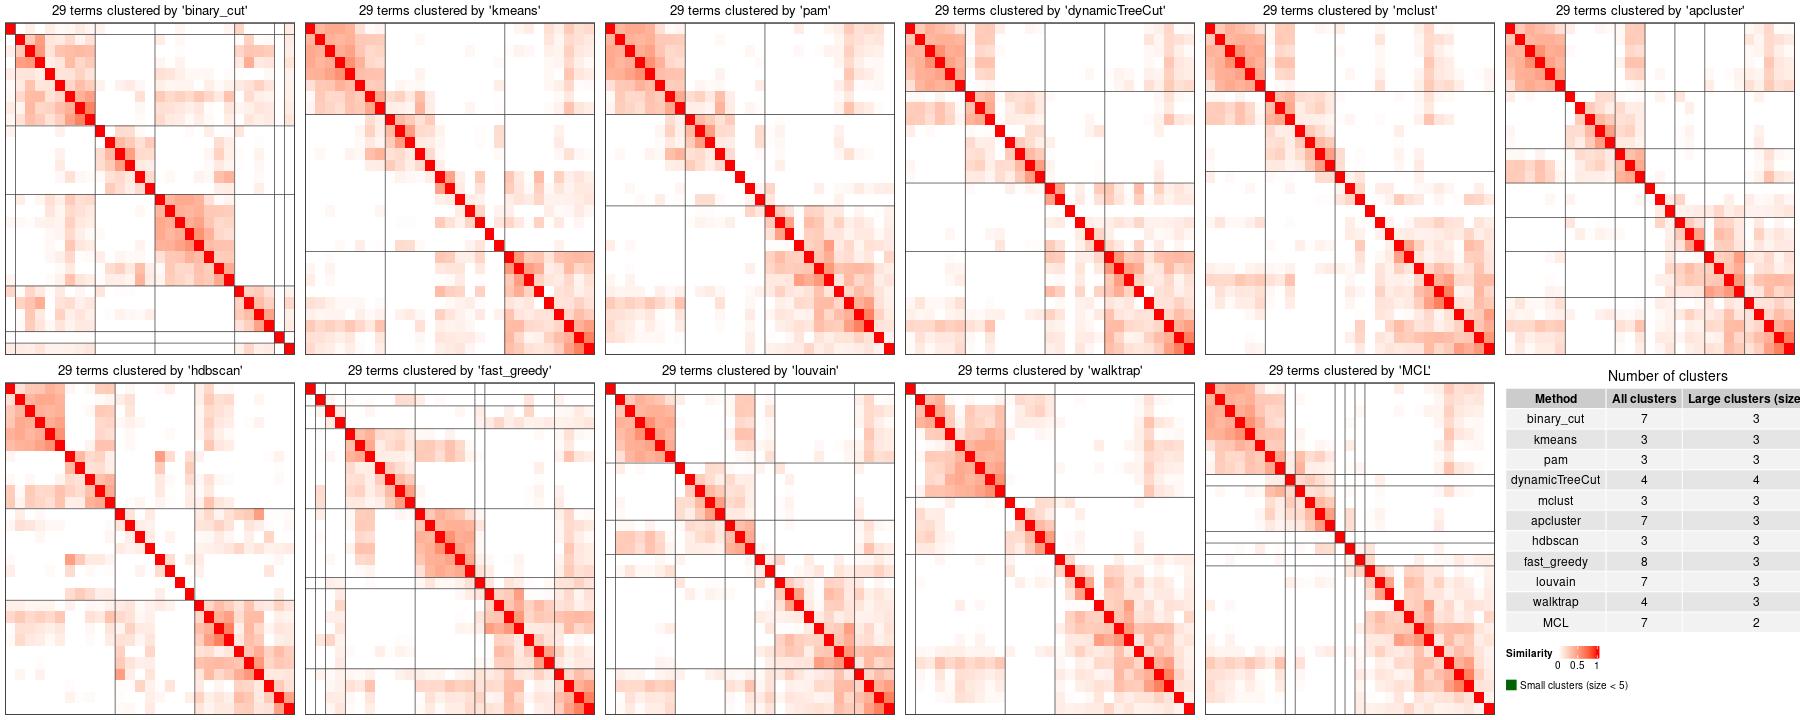 29 terms clustered by 'binary_cut'
29 terms clustered by 'kmeans'
29 terms clustered by 'pam'
29 terms clustered by 'dynamicTreeCut'
29 terms clustered by 'mclust'
29 terms clustered by 'apcluster'
29 terms clustered by 'hdbscan'
29 terms clustered by 'fast_greedy'
29 terms clustered by 'louvain'
29 terms clustered by 'walktrap'
29 terms clustered by 'MCL'
Number of clusters
Method All clusters Large clusters (size
binary_cut 7 3
kmeans 3 3
pam 3 3
dynamicTreeCut 4 4
mclust 3 3
apcluster 7 3
hdbscan 3 3
fast_greedy 8 3
louvain 7 3
walktrap 4 3
MCL 7 2
Similarity
0 0.5 1
Small clusters (size < 5)